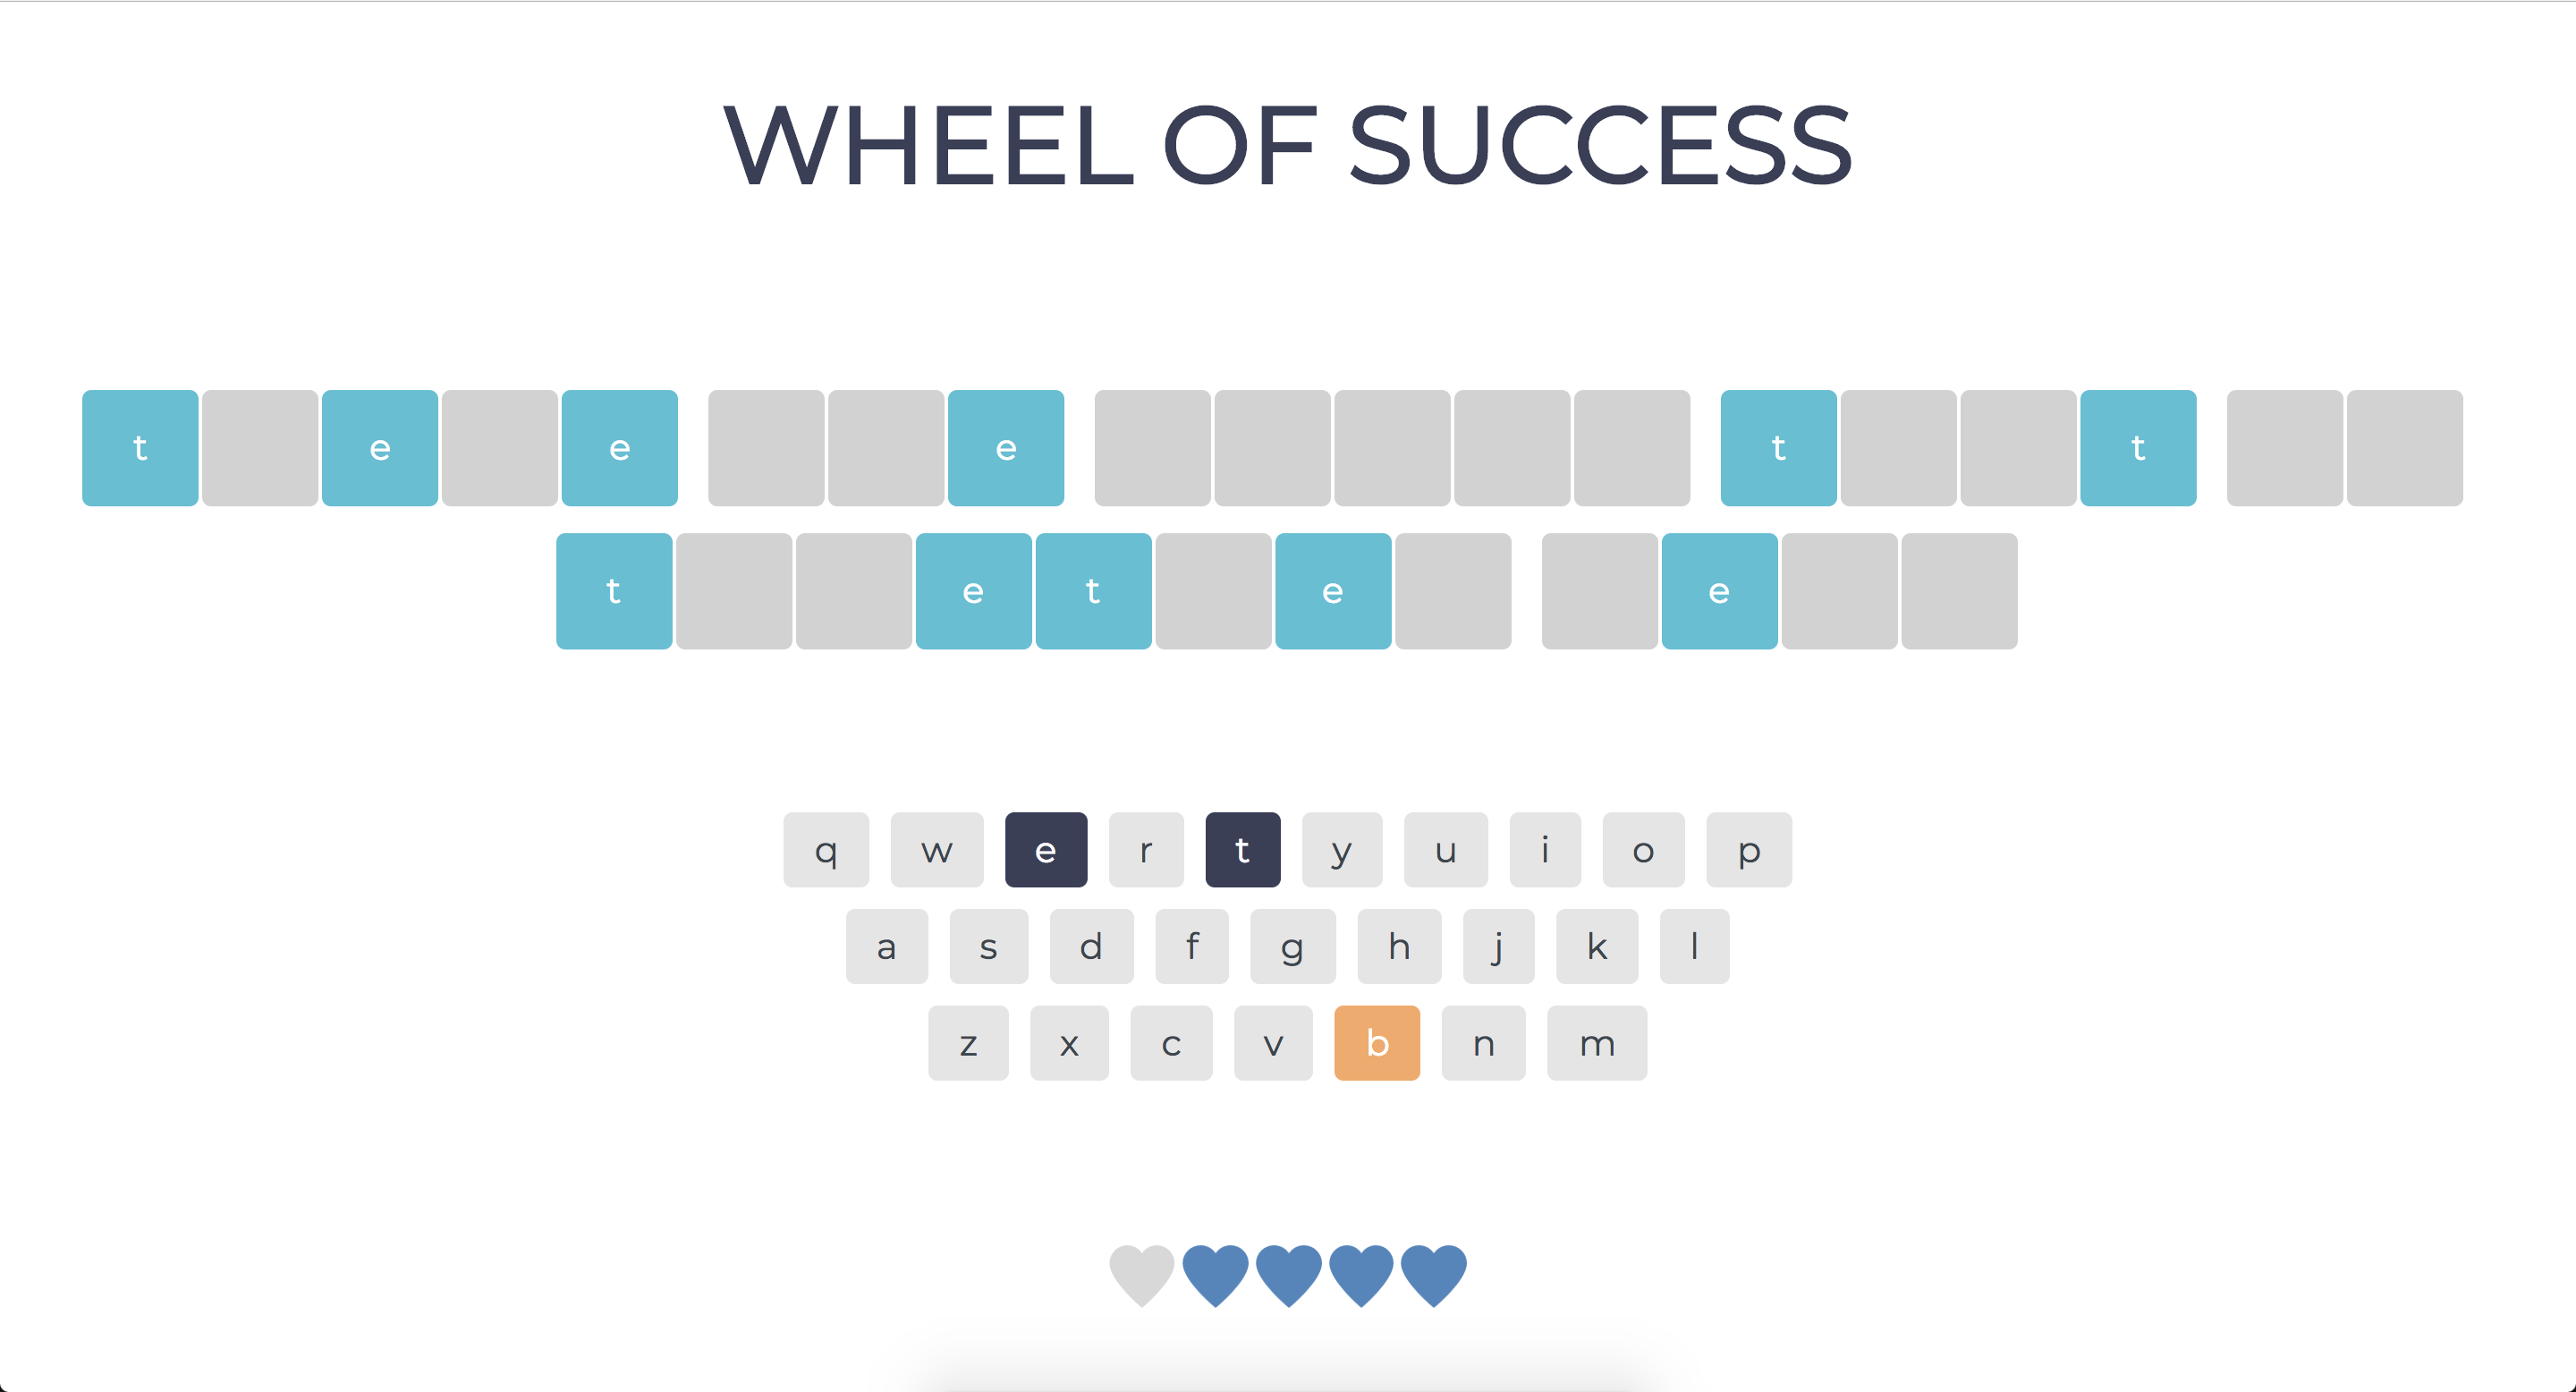 WHEEL OF SUCCESS
t e e e t t
t e t e e
q w e r t y u i o p
a s d f g h j k l
z x c v b n m